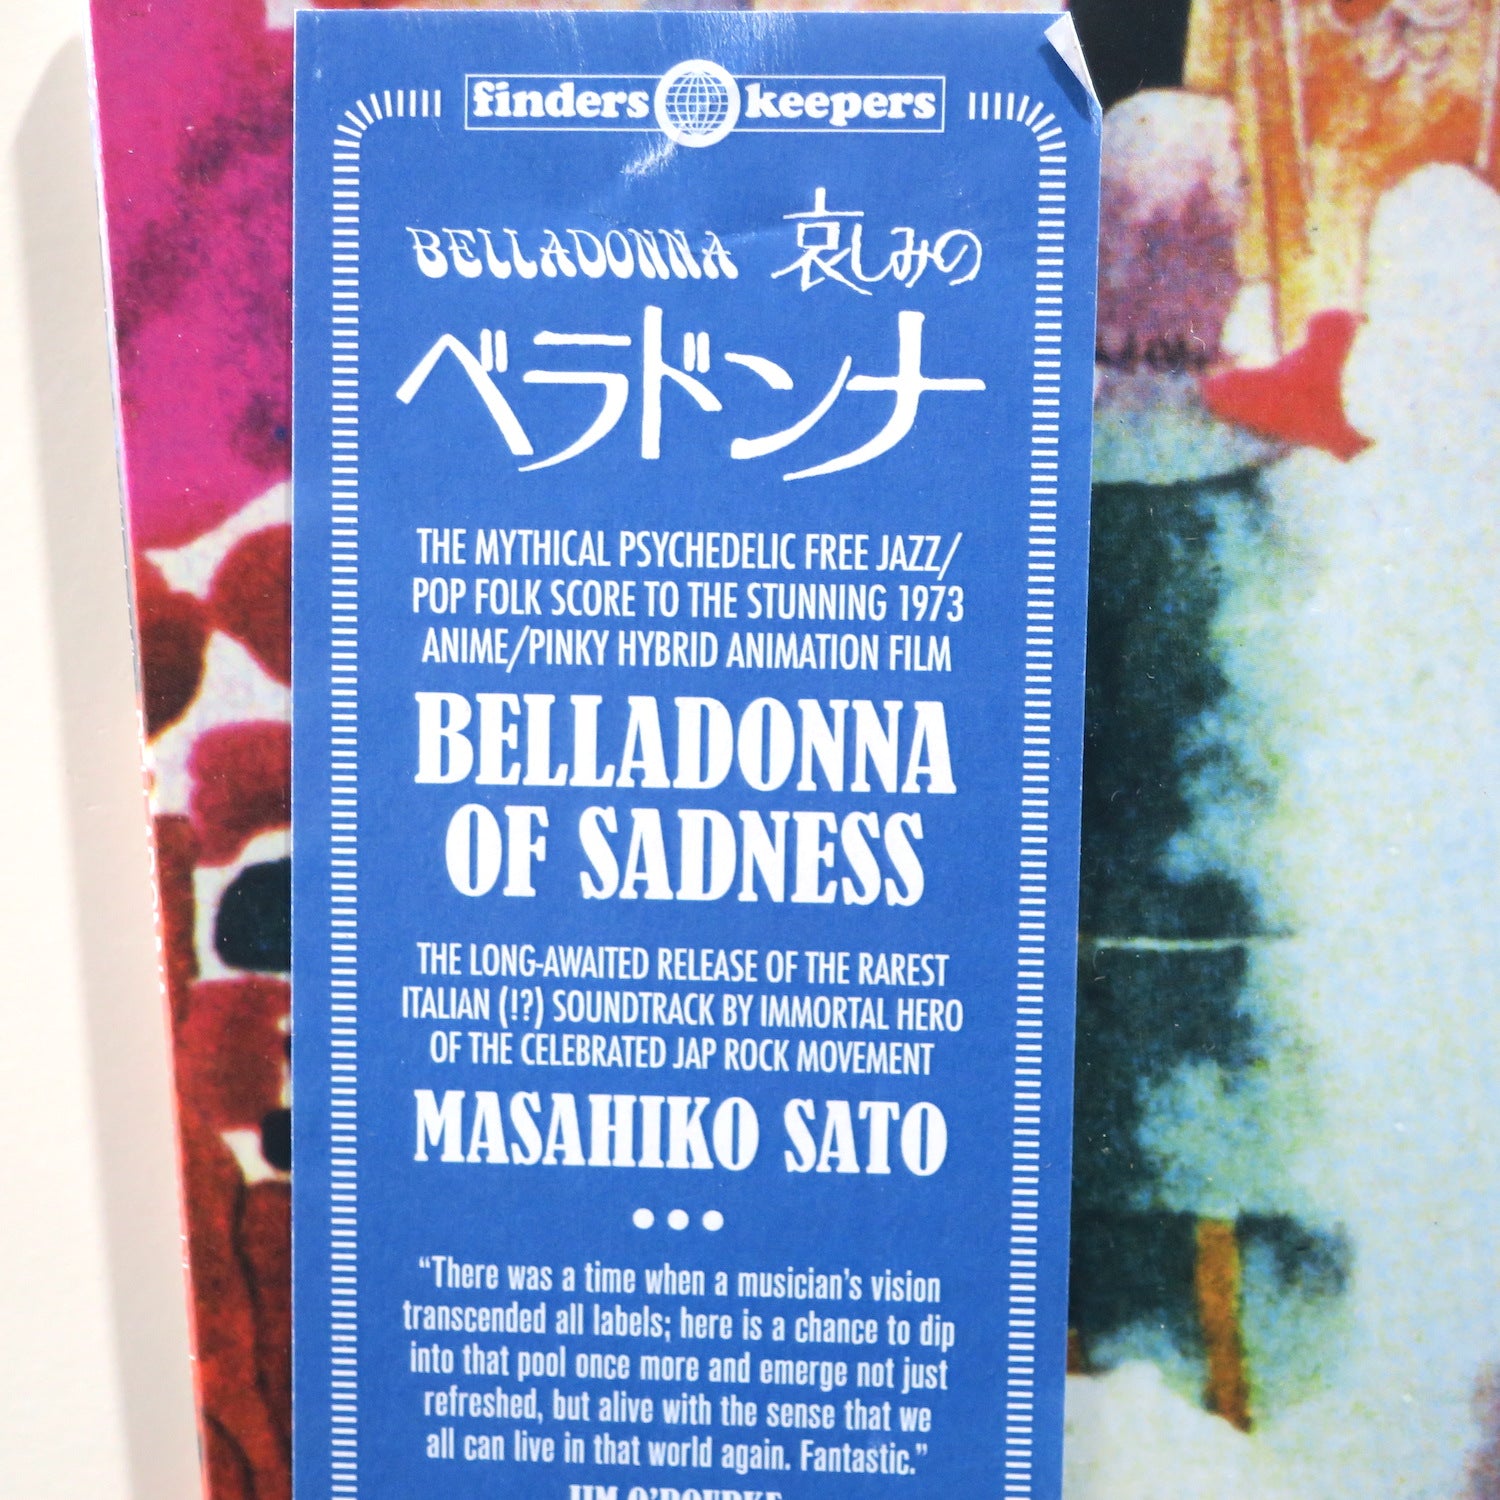 finders keepers
BELLADONNA 哀しみの
ベラドンナ
THE MYTHICAL PSYCHEDELIC FREE JAZZ/
POP FOLK SCORE TO THE STUNNING 1973
ANIME/PINKY HYBRID ANIMATION FILM
BELLADONNA
OF SADNESS
THE LONG-AWAITED RELEASE OF THE RAREST
ITALIAN (!?) SOUNDTRACK BY IMMORTAL HERO
OF THE CELEBRATED JAP ROCK MOVEMENT
MASAHIKO SATO
•••
“There was a time when a musician’s vision
transcended all labels; here is a chance to dip
into that pool once more and emerge not just
refreshed, but alive with the sense that we
all can live in that world again. Fantastic.”
JIM O’ROURKE